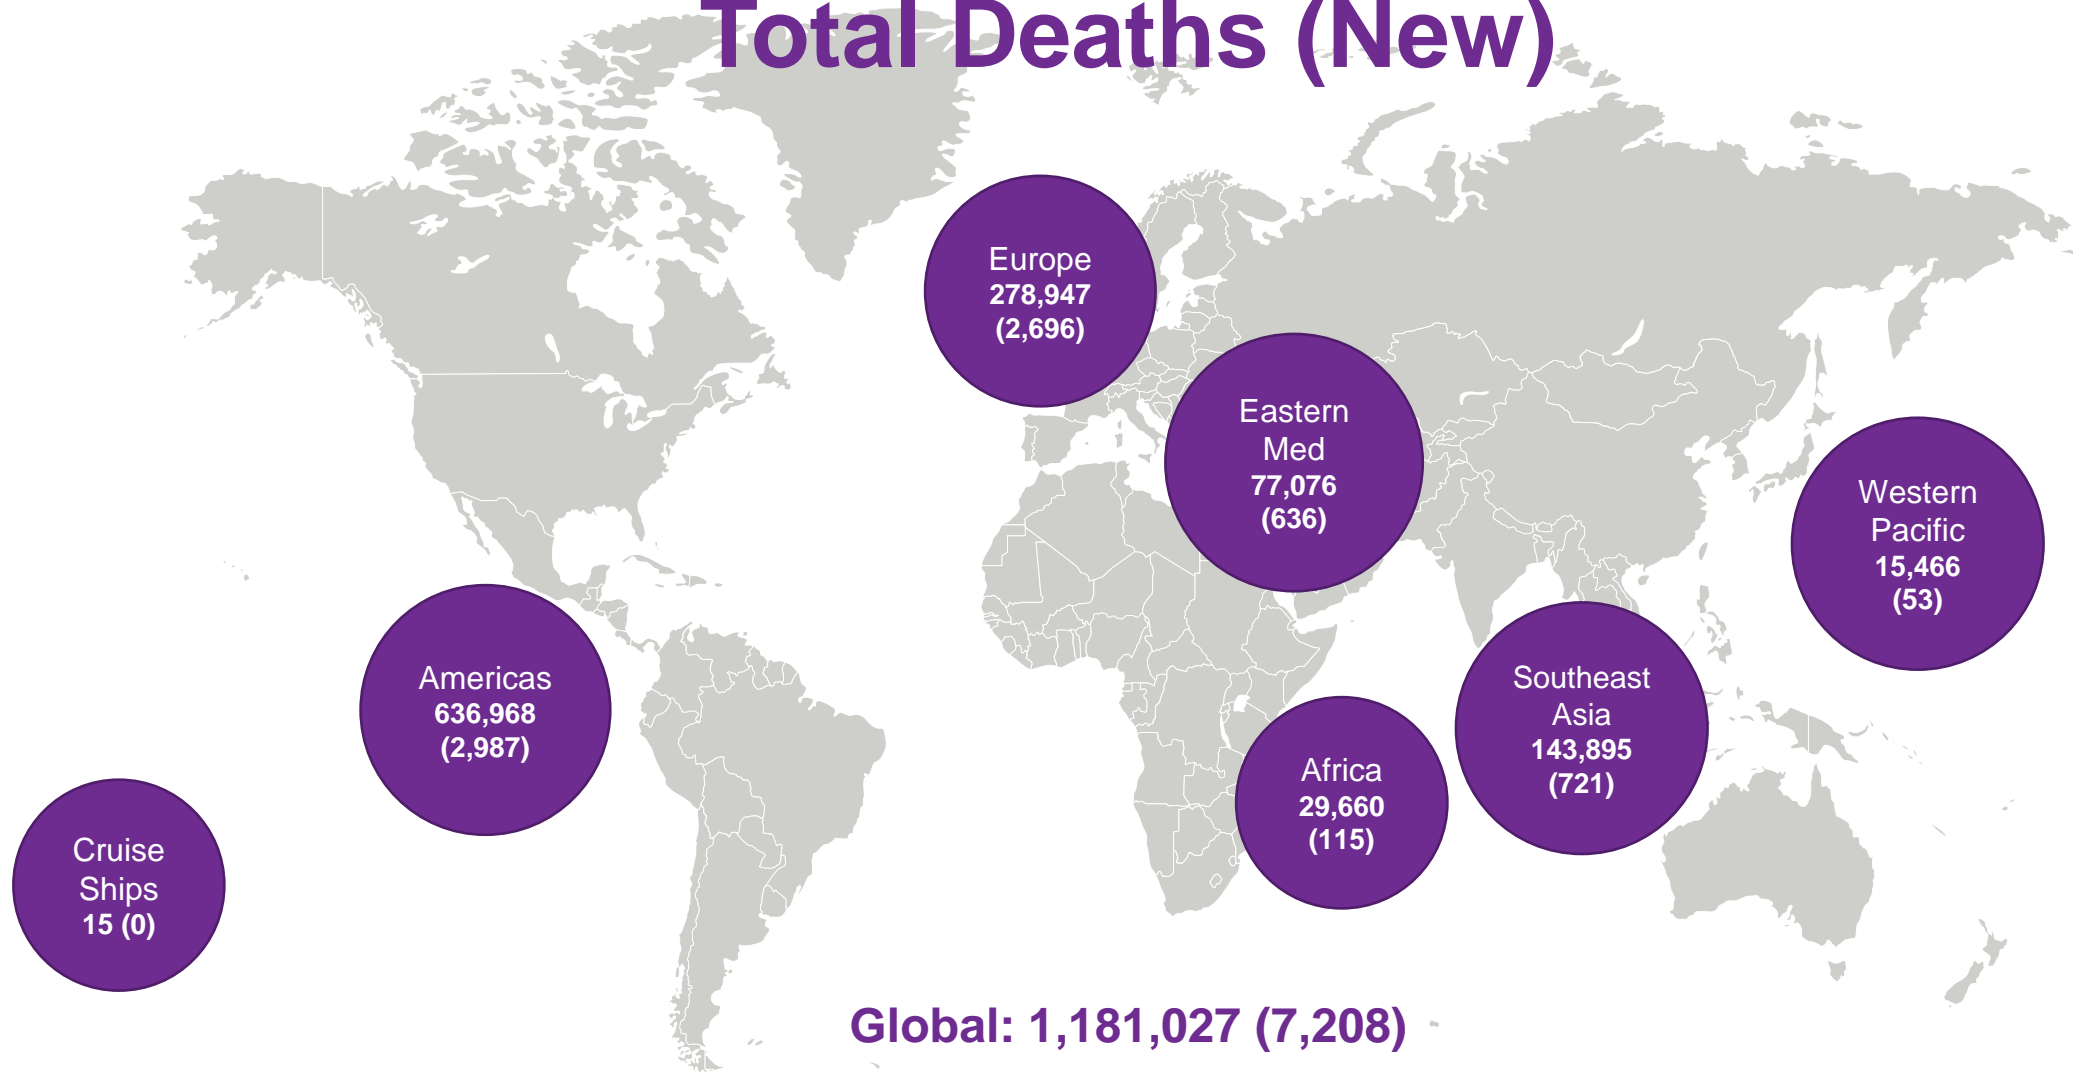 Total Deaths (New)
Europe
278,947
(2,696)
Eastern
Med
77,076
(636)
Western
Pacific
15,466
(53)
Americas
636,968
(2,987)
Southeast
Asia
143,895
(721)
Africa
29,660
(115)
Cruise
Ships
15 (0)
Global: 1,181,027 (7,208)